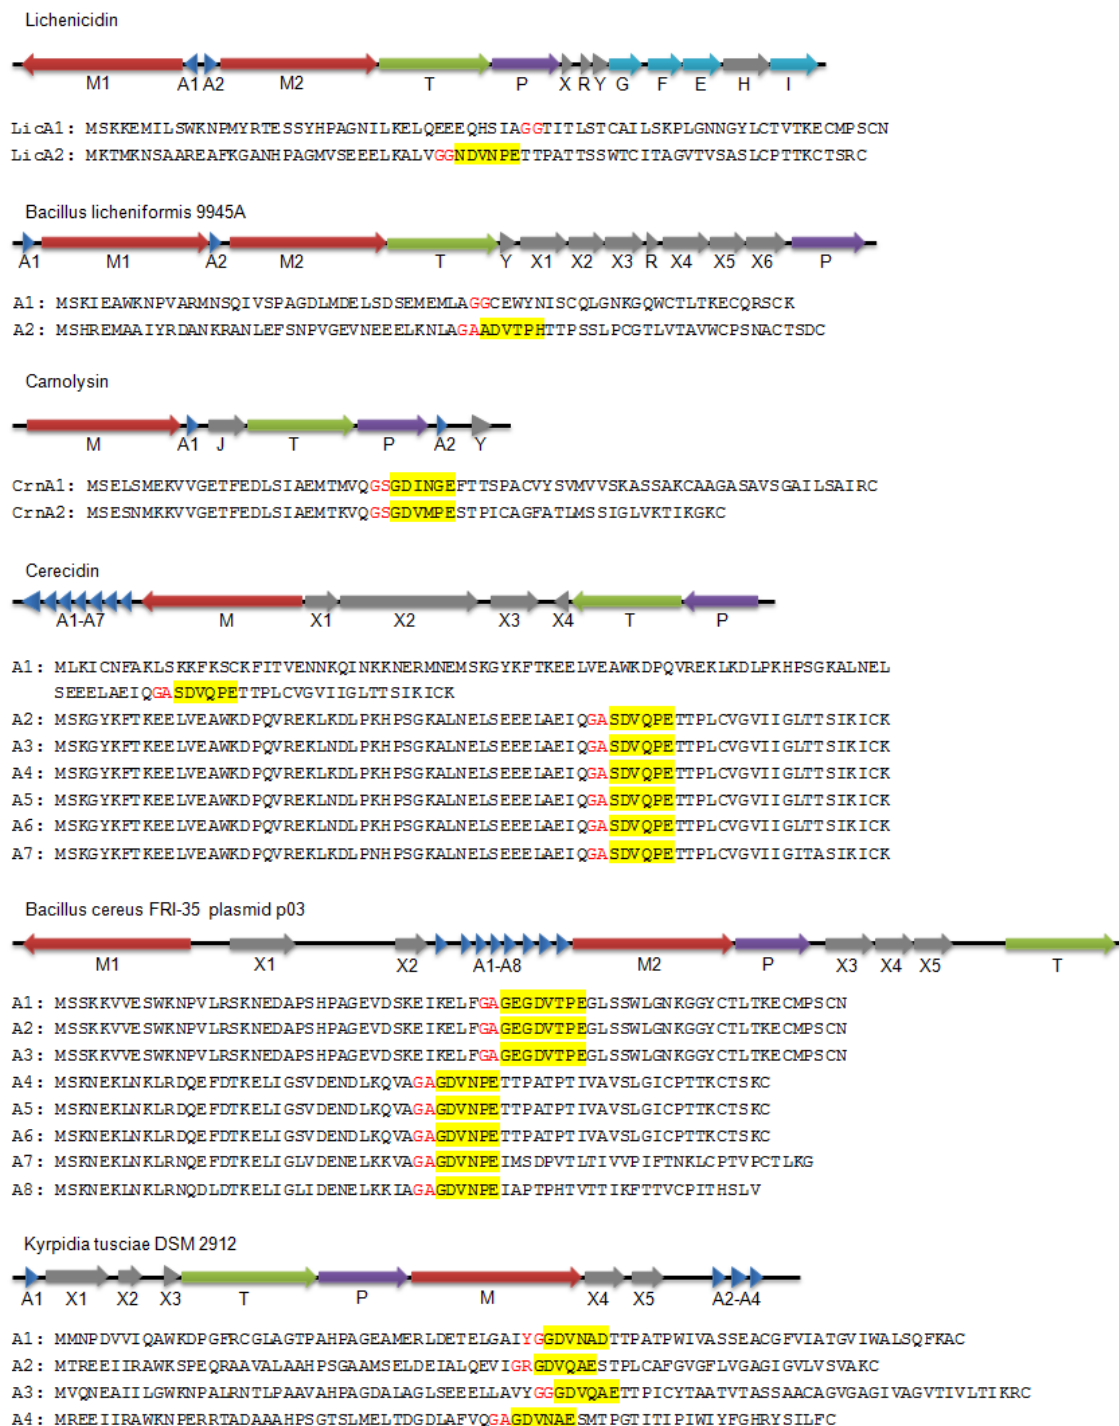 Lichenicidin
M1 A1 A2 M2 T P X R Y G F E H I
LicA1: MSKKEMILSWKNPMYRTESSYHPAGNILKELQEEEQHSIAGGTITLSTCAILSKPLGNNGYLCTVTKECMPSCN
LicA2: MKTMKNSAAREAFKGANHPAGMVSEEELKALVGGNDVNPETTPATTSSWTCITAGVTVSASLCPTTKCTSRC
Bacillus licheniformis 9945A
A1 M1 A2 M2 T Y X1 X2 X3 R X4 X5 X6 P
A1: MSKIEAWKNPVARMNSQIVSPAGDLMDELSDSEMEMLAGGCEWYNISCQLGNKGQWCTLTKECQRSCK
A2: MSHREMAAIYRDANKRANLEFSNPVGEVNEEELKNLAGAADVTPHTTPSSLPCGTLVTAVWCPSNACTSDC
Carnolysin
M A1 J T P A2 Y
CrnA1: MSELSMEKVVGETFEDLSIAEMTMVQGSGDINGEFTTSPACVYSVMVVSKASSAKCAAGASAVSGAILSAIRC
CrnA2: MSESNMKKVVGETFEDLSIAEMTKVQGSGDVMPESTPICAGFATLMSSIGLVKTIKGKC
Cerecidin
A1-A7 M X1 X2 X3 X4 T P
A1: MLKICNFAKLSKKFKSCKFITVENNKQINKKNERMNEMSKGYKFTKEELVEAWKDPQVREKLKDLPKHPSGKALNEL
SEEELAEIQGASDVQPETTPLCVGVIIGLTTSIKICK
A2: MSKGYKFTKEELVEAWKDPQVREKLKDLPKHPSGKALNELSEEELAEIQGASDVQPETTPLCVGVIIGLTTSIKICK
A3: MSKGYKFTKEELVEAWKDPQVREKLNDLPKHPSGKALNELSEEELAEIQGASDVQPETTPLCVGVIIGLTTSIKICK
A4: MSKGYKFTKEELVEAWKDPQVREKLKDLPKHPSGKALNELSEEELAEIQGASDVQPETTPLCVGVIIGLTTSIKICK
A5: MSKGYKFTKEELVEAWKDPQVREKLNDLPKHPSGKALNELSEEELAEIQGASDVQPETTPLCVGVIIGLTTSIKICK
A6: MSKGYKFTKEELVEAWKDPQVREKLNDLPKHPSGKALNELSEEELAEIQGASDVQPETTPLCVGVIIGLTTSIKICK
A7: MSKGYKFTKEELVEAWKDPQVREKLKDLPNHPSGKALNELSEEELAEIQGASDVQPETTPLCVGVIIGITASIKICK
Bacillus cereus FRI-35 plasmid p03
M1 X1 X2 A1-A8 M2 P X3 X4 X5 T
A1: MSSKKVVESWKNPVLRSKNEDAPSHPAGEVDSKEIKELFGAGEGDVTPEGLSSWLGNKGGYCTLTKECMPSCN
A2: MSSKKVVESWKNPVLRSKNEDAPSHPAGEVDSKEIKELFGAGEGDVTPEGLSSWLGNKGGYCTLTKECMPSCN
A3: MSSKKVVESWKNPVLRSKNEDAPSHPAGEVDSKEIKELFGAGEGDVTPEGLSSWLGNKGGYCTLTKECMPSCN
A4: MSKNEKLNKLRDQEFDTKELIGSVDENDLKQVAGAGDVNPETTPATPTIVAVSLGICPTTKCTSKC
A5: MSKNEKLNKLRDQEFDTKELIGSVDENDLKQVAGAGDVNPETTPATPTIVAVSLGICPTTKCTSKC
A6: MSKNEKLNKLRDQEFDTKELIGSVDENDLKQVAGAGDVNPETTPATPTIVAVSLGICPTTKCTSKC
A7: MSKNEKLNKLRNQEFDTKELIGLVDENELKKVAGAGDVNPEIMSDPVTLTIVVPIFTNKLCPTVPCTLKG
A8: MSKNEKLNKLRNQDLDTKELIGLIDENELKKIAGAGDVNPEIAPTPHTVTTIKFTTVCPITHSLV
Kyrpidia tusciae DSM 2912
A1 X1 X2 X3 T P M X4 X5 A2-A4
A1: MMNPDVVIQAWKDPGFRCGLAGTPAHPAGEAMERLDETELGAIYGGDVNADTTPATPWIVASSEACGFVIATGVIWALSQFKAC
A2: MTREEIIRAWKSPEQRAAVALAAHPSGAAMSELDEIALQEVIGRGDVQAESTPLCAFGVGFLVGAGIGVLVSVAKC
A3: MVQNEAIILGWKNPALRNTLPAAVAHPAGDALAGLSEEELLAVYGGGDVQAETTPICYTAATVTASSAACAGVGAGIVAGVTIVLTIKRC
A4: MREEIIRAWKNPERRTADAAAHPSGTSLMELTDGDLAFVQGAGDVNAESMTPGTITIPIWIYFGHRYSILFC